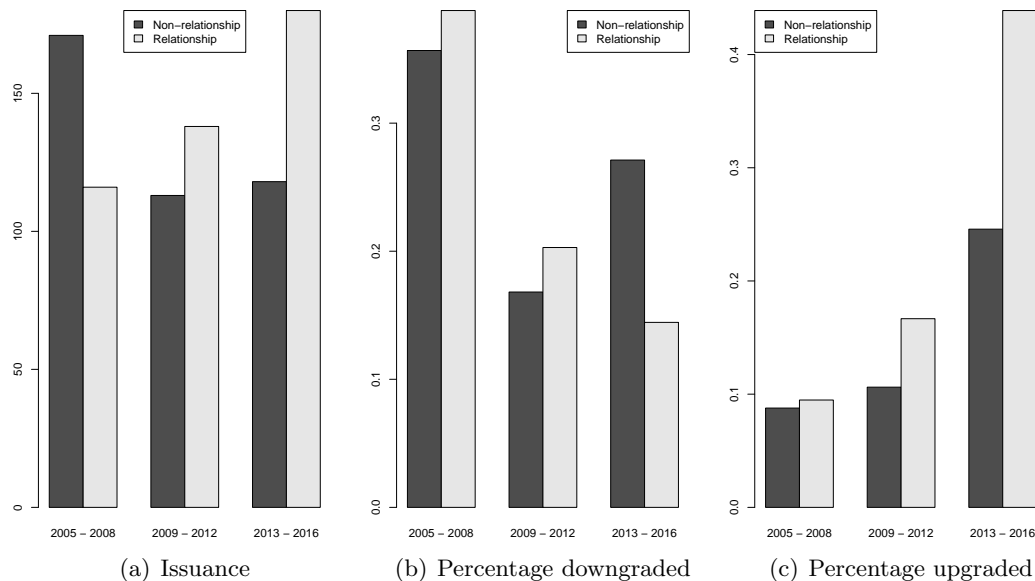 Non−relationship
Relationship
0
50
100
150
2005 − 2008
2009 − 2012
2013 − 2016
(a) Issuance
Non−relationship
Relationship
0.0
0.1
0.2
0.3
2005 − 2008
2009 − 2012
2013 − 2016
(b) Percentage downgraded
Non−relationship
Relationship
0.0
0.1
0.2
0.3
0.4
2005 − 2008
2009 − 2012
2013 − 2016
(c) Percentage upgraded